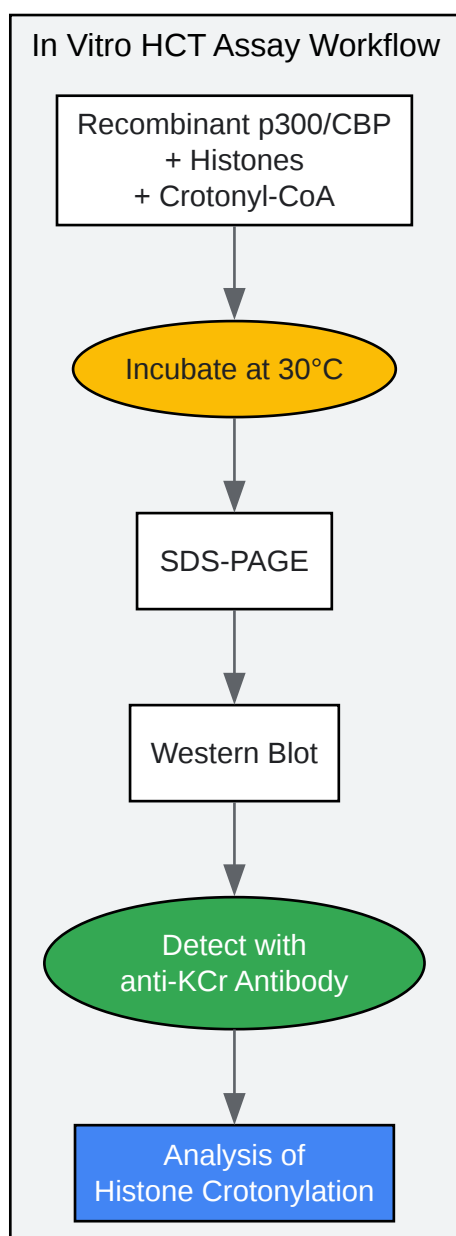 In Vitro HCT Assay Workflow
Recombinant p300/CBP
+ Histones
+ Crotonyl-CoA
Incubate at 30°C
SDS-PAGE
Western Blot
Detect with
anti-KCr Antibody
Analysis of
Histone Crotonylation